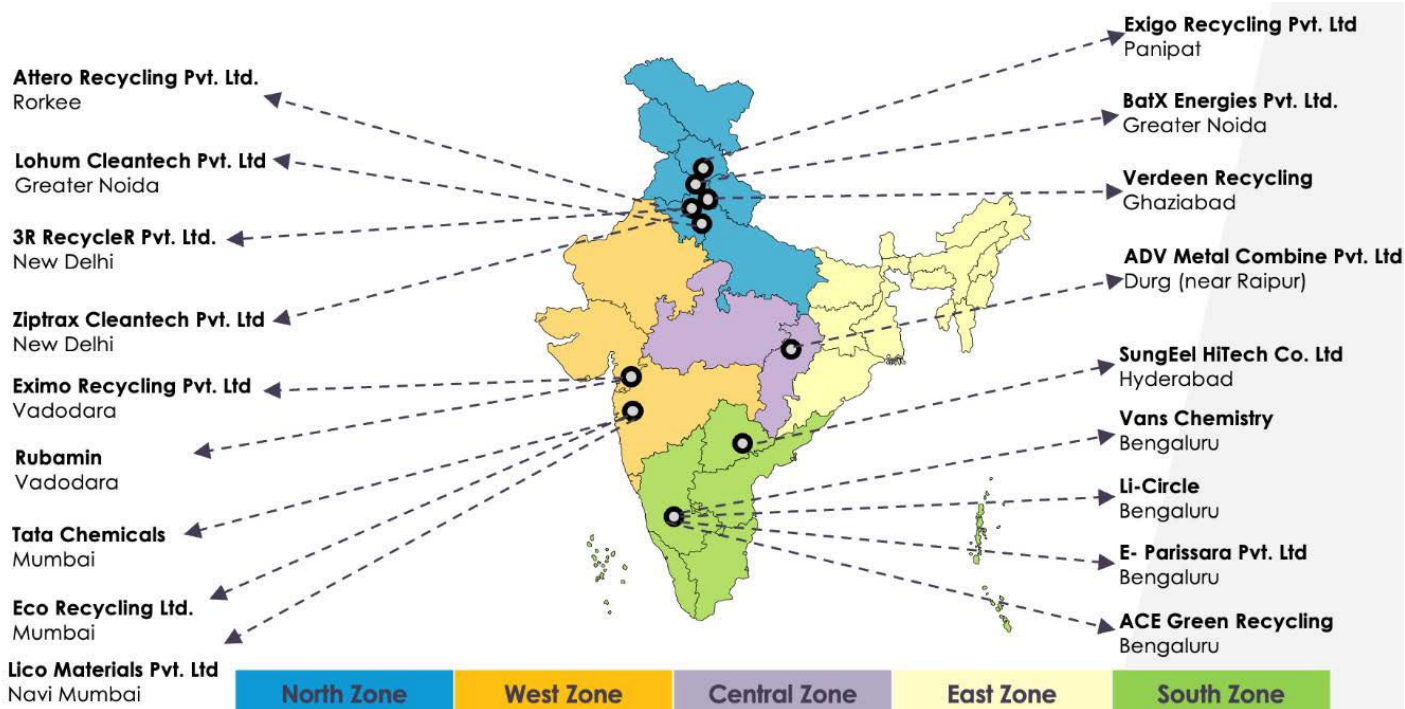 Attero Recycling Pvt. Ltd.
Rorkee
Lohum Cleantech Pvt. Ltd
Greater Noida
3R RecycleR Pvt. Ltd.
New Delhi
Ziptrax Cleantech Pvt. Ltd
New Delhi
Eximo Recycling Pvt. Ltd
Vadodara
Rubamin
Vadodara
Tata Chemicals
Mumbai
Eco Recycling Ltd.
Mumbai
Lico Materials Pvt. Ltd
Navi Mumbai
Exigo Recycling Pvt. Ltd
Panipat
BatX Energies Pvt. Ltd.
Greater Noida
Verdeen Recycling
Ghaziabad
ADV Metal Combine Pvt. Ltd
Durg (near Raipur)
SungEel HiTech Co. Ltd
Hyderabad
Vans Chemistry
Bengaluru
Li-Circle
Bengaluru
E- Parissara Pvt. Ltd
Bengaluru
ACE Green Recycling
Bengaluru
North Zone
West Zone
Central Zone
East Zone
South Zone